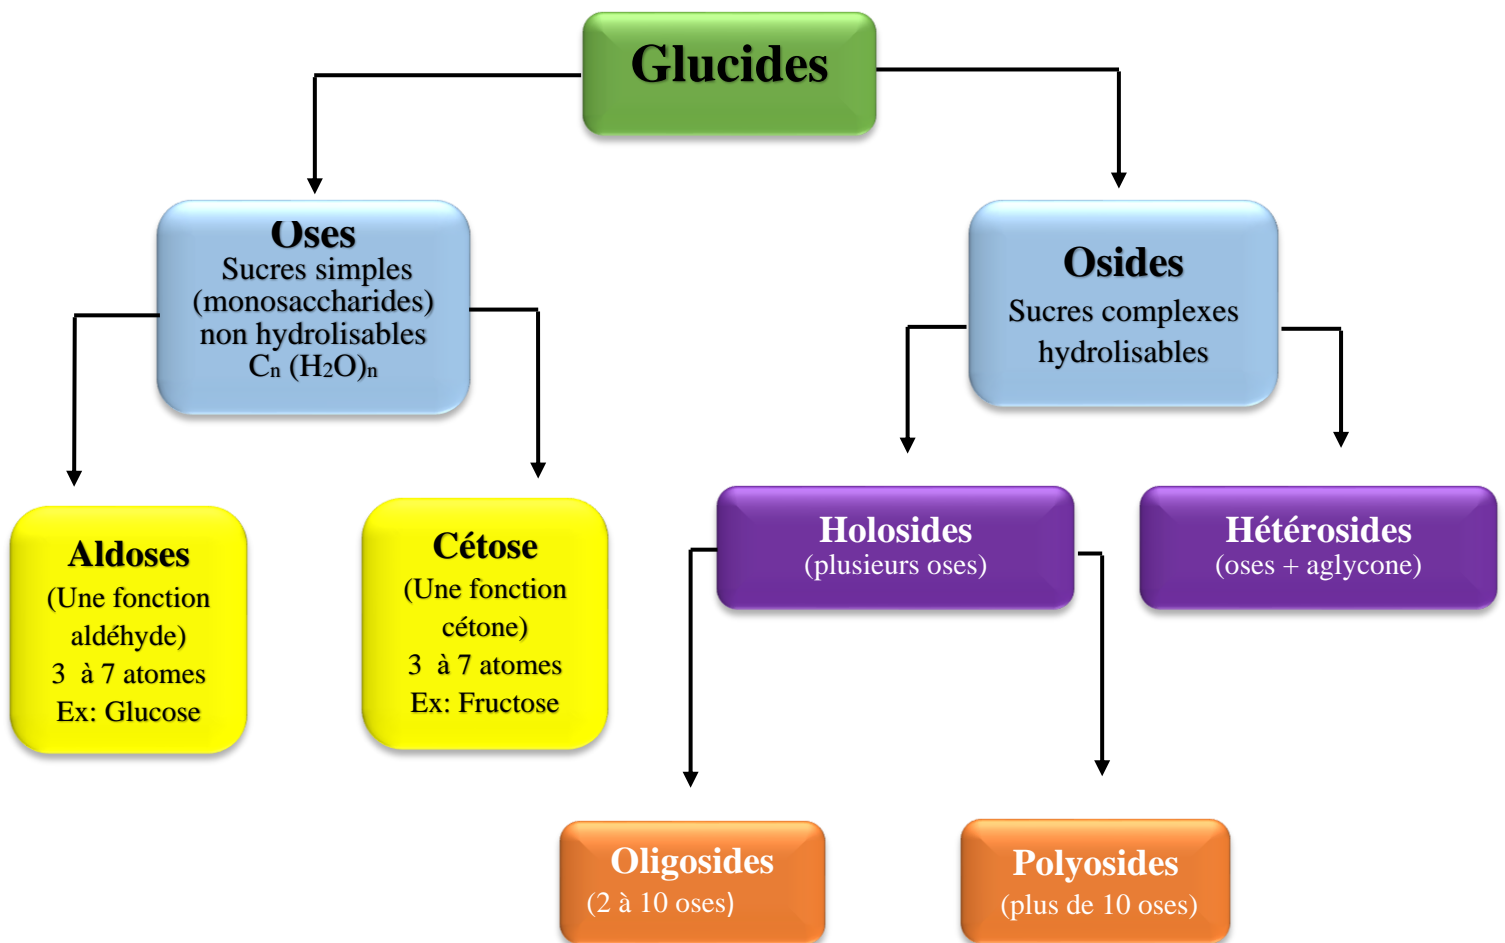 Glucides
Oses
Sucres simples
(monosaccharides)
non hydrolisables
Cₙ (H₂O)ₙ
Osides
Sucres complexes
hydrolisables
Aldoses
(Une fonction
aldéhyde)
3 à 7 atomes
Ex: Glucose
Cétose
(Une fonction
cétone)
3 à 7 atomes
Ex: Fructose
Holosides
(plusieurs oses)
Hétérosides
(oses + aglycone)
Oligosides
(2 à 10 oses)
Polyosides
(plus de 10 oses)